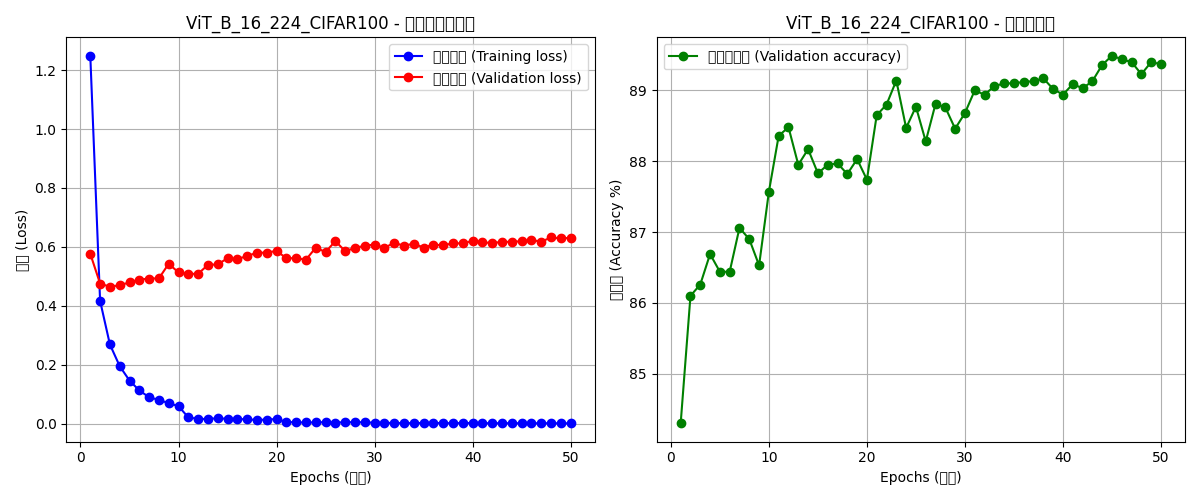 ViT_B_16_224_CIFAR100 -
(Training loss)
(Validation loss)
1.2
1.0
0.8
0.6
0.4
0.2
0.0
(Loss)
0
10
20
30
40
50
Epochs
ViT_B_16_224_CIFAR100 -
(Validation accuracy)
89
88
87
86
85
(Accuracy %)
0
10
20
30
40
50
Epochs